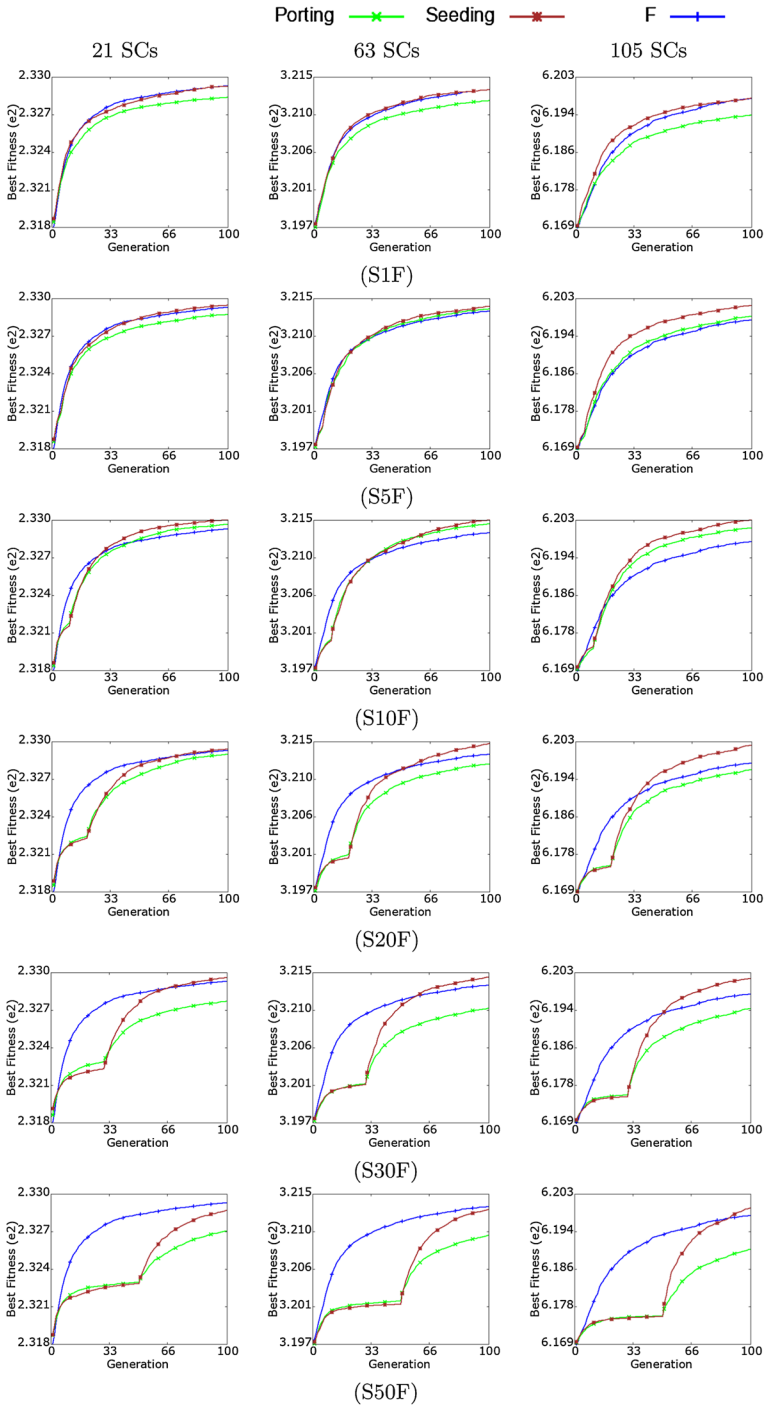 Porting Seeding F
21 SCs 63 SCs 105 SCs
Best Fitness (e2) 2.330 2.327 2.324 2.321 2.318 0 33 66 100 Generation
Best Fitness (e2) 3.215 3.210 3.206 3.201 3.197 0 33 66 100 Generation
Best Fitness (e2) 6.203 6.194 6.186 6.178 6.169 0 33 66 100 Generation
(S1F)
Best Fitness (e2) 2.330 2.327 2.324 2.321 2.318 0 33 66 100 Generation
Best Fitness (e2) 3.215 3.210 3.206 3.201 3.197 0 33 66 100 Generation
Best Fitness (e2) 6.203 6.194 6.186 6.178 6.169 0 33 66 100 Generation
(S5F)
Best Fitness (e2) 2.330 2.327 2.324 2.321 2.318 0 33 66 100 Generation
Best Fitness (e2) 3.215 3.210 3.206 3.201 3.197 0 33 66 100 Generation
Best Fitness (e2) 6.203 6.194 6.186 6.178 6.169 0 33 66 100 Generation
(S10F)
Best Fitness (e2) 2.330 2.327 2.324 2.321 2.318 0 33 66 100 Generation
Best Fitness (e2) 3.215 3.210 3.206 3.201 3.197 0 33 66 100 Generation
Best Fitness (e2) 6.203 6.194 6.186 6.178 6.169 0 33 66 100 Generation
(S20F)
Best Fitness (e2) 2.330 2.327 2.324 2.321 2.318 0 33 66 100 Generation
Best Fitness (e2) 3.215 3.210 3.206 3.201 3.197 0 33 66 100 Generation
Best Fitness (e2) 6.203 6.194 6.186 6.178 6.169 0 33 66 100 Generation
(S30F)
Best Fitness (e2) 2.330 2.327 2.324 2.321 2.318 0 33 66 100 Generation
Best Fitness (e2) 3.215 3.210 3.206 3.201 3.197 0 33 66 100 Generation
Best Fitness (e2) 6.203 6.194 6.186 6.178 6.169 0 33 66 100 Generation
(S50F)